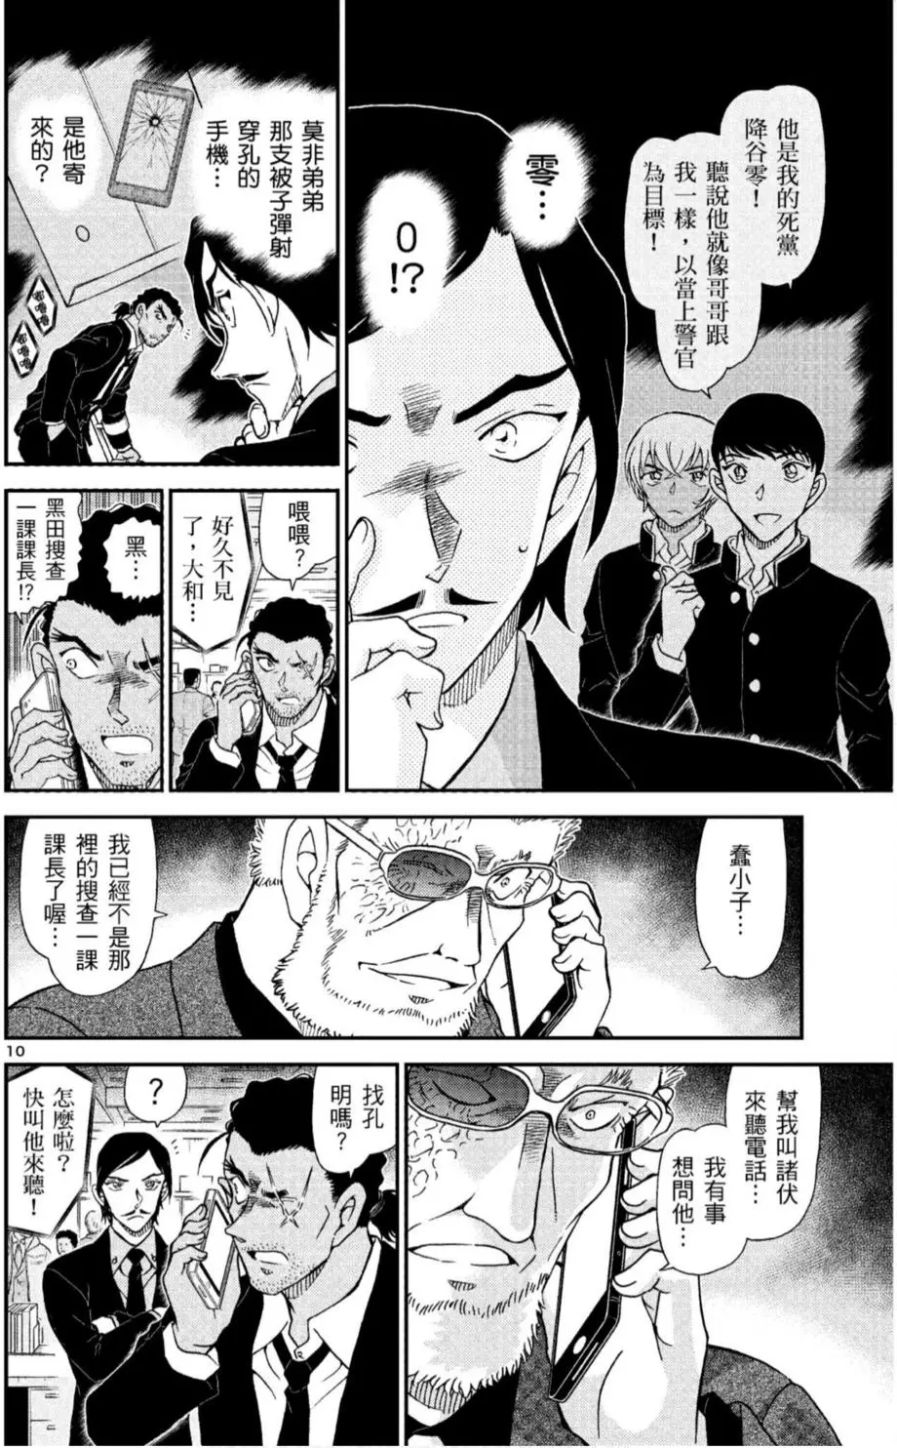 他是我的死黨
降谷零！
聽說他就像哥哥跟
我一樣，以當上警官
為目標！
零…
0!?
莫非弟弟
那支被子彈射
穿孔的
手機…
是他寄
來的？
嘟嚕嚕
嘟嚕嚕
喂喂？
好久不見
了，大和…
黑…
黑田搜查
一課課長!?
蠢小子…
我已經不是那
裡的搜查一課
課長了喔…
10
幫我叫諸伏
來聽電話…
我有事
想問他…
找孔
明嗎？
？
怎麼啦？
快叫他來聽！